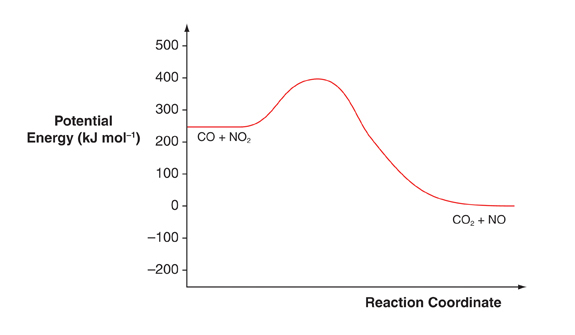 500
400
300
Potential
Energy (kJ mol⁻¹)
200
CO + NO₂
100
0
CO₂ + NO
–100
–200
Reaction Coordinate